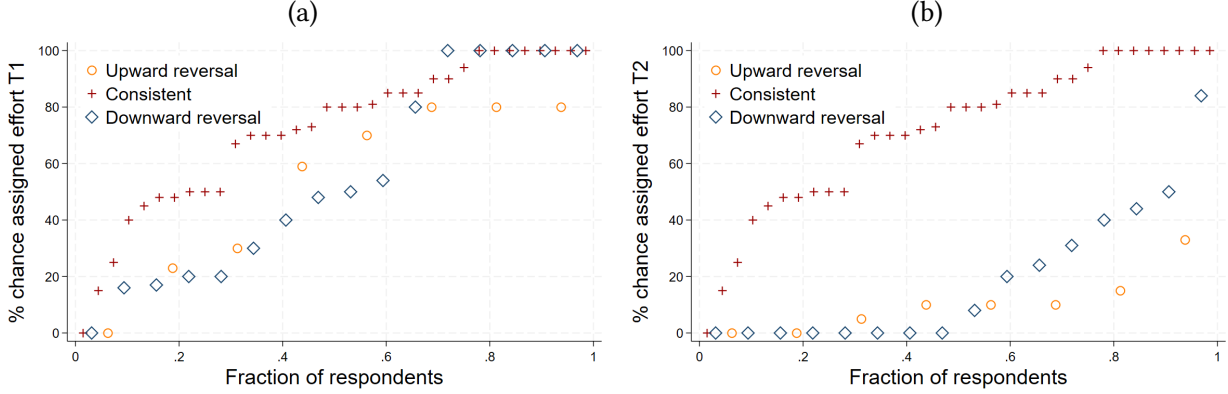 (a)
% chance assigned effort T1
100
80
60
40
20
0
Upward reversal
Consistent
Downward reversal
0 .2 .4 .6 .8 1
Fraction of respondents
(b)
% chance assigned effort T2
100
80
60
40
20
0
Upward reversal
Consistent
Downward reversal
0 .2 .4 .6 .8 1
Fraction of respondents